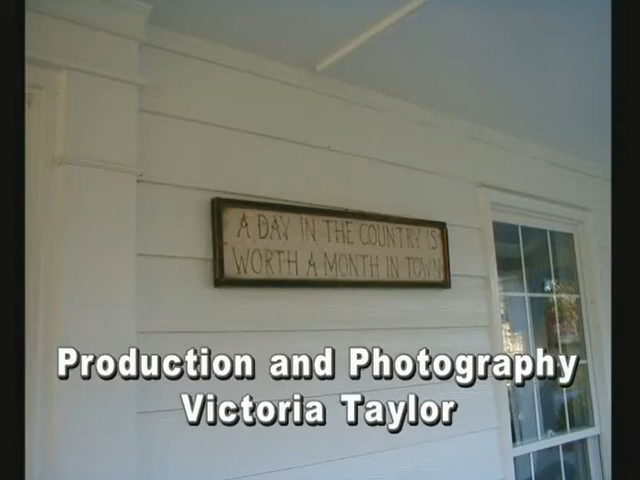 A DAY IN THE COUNTRY IS
WORTH A MONTH IN TOWN
Production and Photography
Victoria Taylor